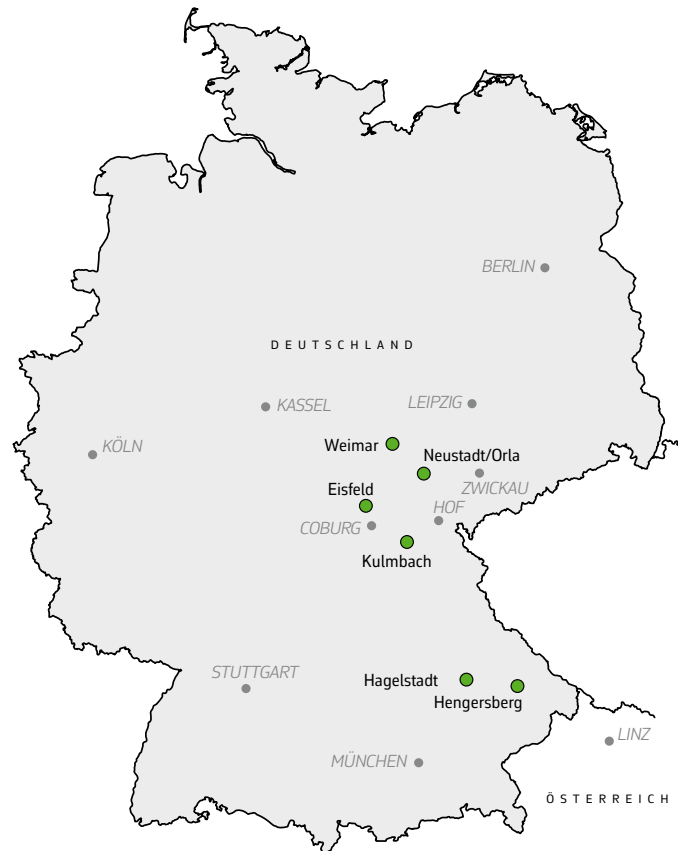 BERLIN
DEUTSCHLAND
KASSEL
LEIPZIG
KÖLN
Weimar
Neustadt/Orla
ZWICKAU
Eisfeld
HOF
COBURG
Kulmbach
STUTTGART
Hagelstadt
Hengersberg
LINZ
MÜNCHEN
ÖSTERREICH